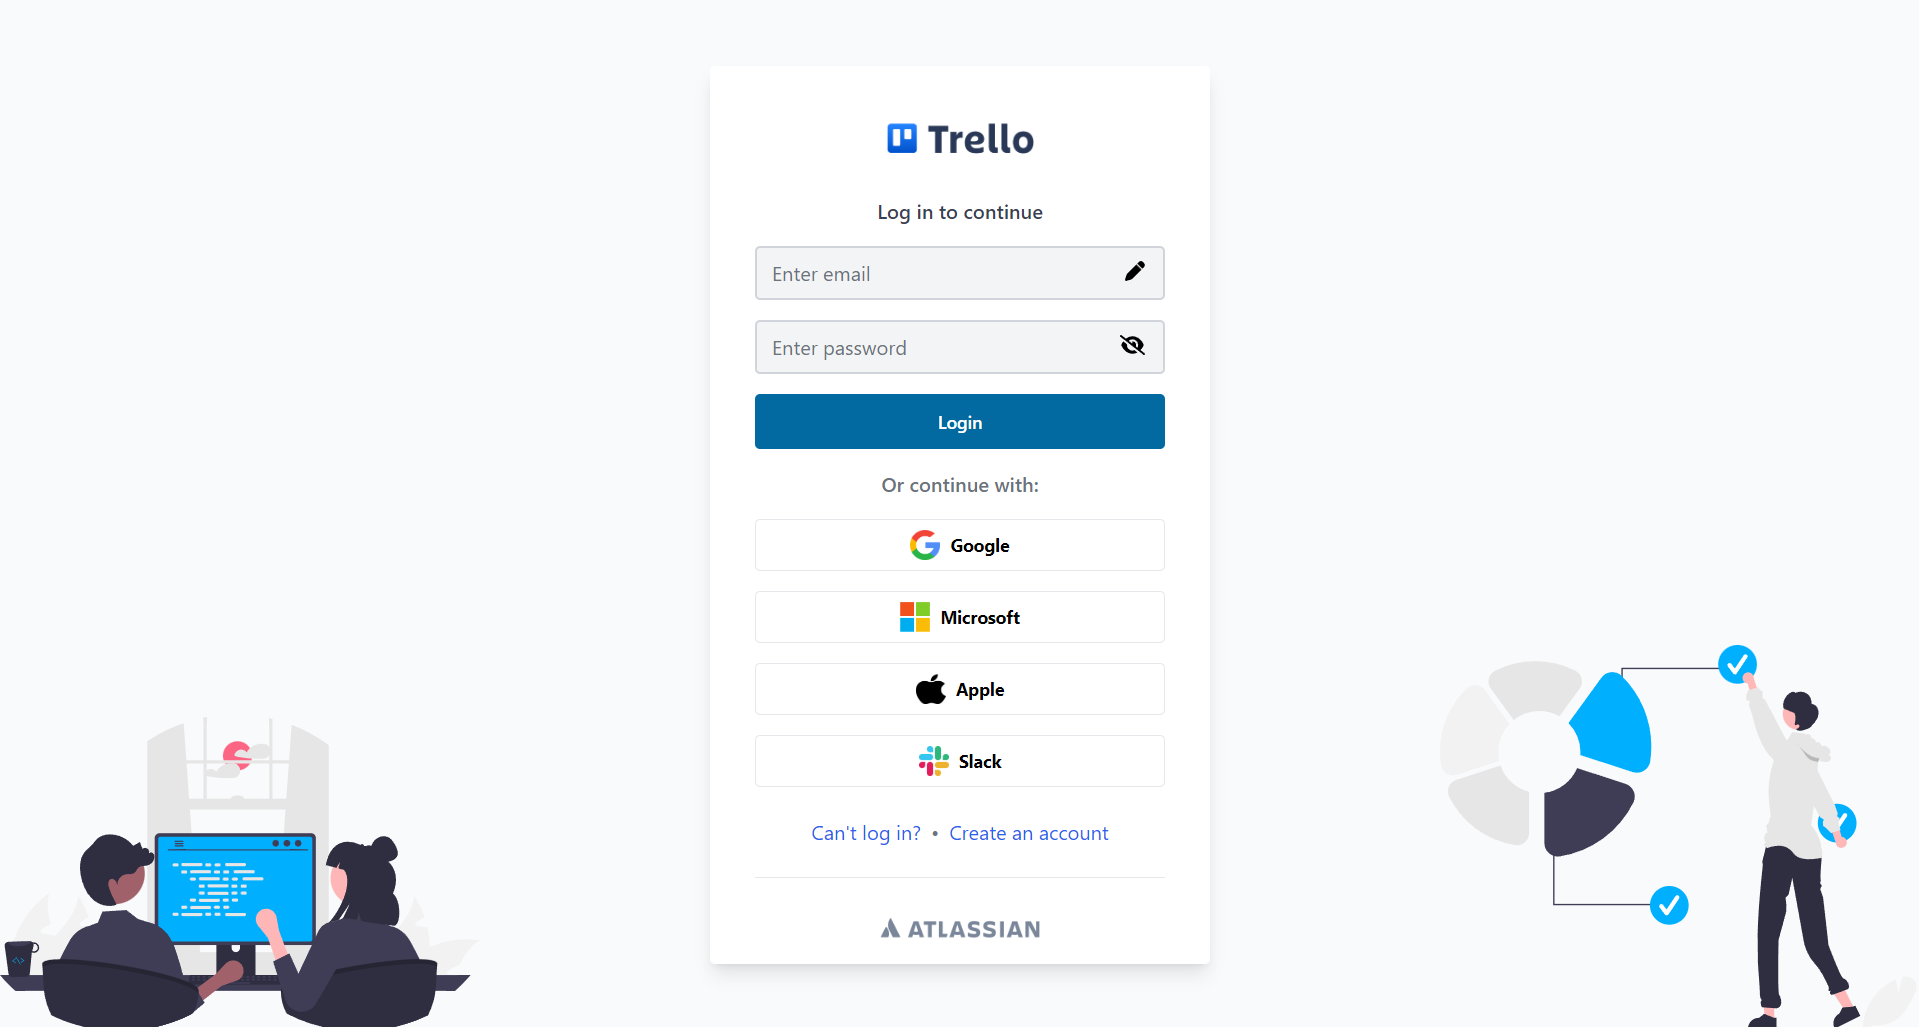 Trello
Log in to continue
Enter email
Enter password
Login
Or continue with:
Google
Microsoft
Apple
Slack
Can't log in? • Create an account
ATLASSIAN